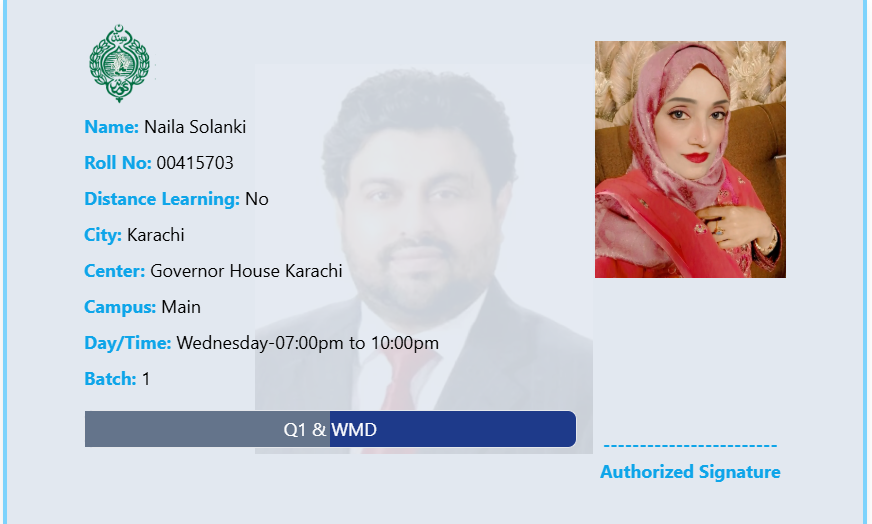 Name: Naila Solanki
Roll No: 00415703
Distance Learning: No
City: Karachi
Center: Governor House Karachi
Campus: Main
Day/Time: Wednesday-07:00pm to 10:00pm
Batch: 1
Q1 & WMD
------------------------
Authorized Signature